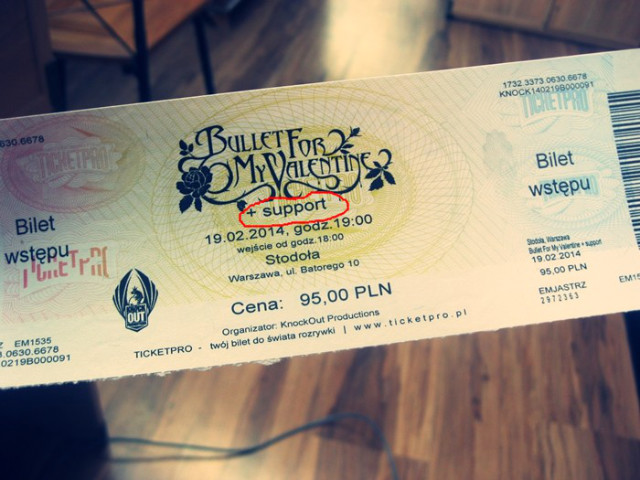 0630.6678
Bilet
wstępu
TICKETPRO
Z EM1535
3.0630.6678
40219B000091
BULLET FOR
MY VALENTINE
+ support
19.02.2014, godz.19:00
wejście od godz.18:00
Stodoła
Warszawa, ul. Batorego 10
Cena: 95,00 PLN
KNOCK
OUT
Organizator: KnockOut Productions
TICKETPRO - twój bilet do świata rozrywki | www.ticketpro.pl
1732.3373.0630.6678
KNOCK140219B000091
TICKETPRO
Bilet
wstępu
Stodoła, Warszawa
Bullet For My Valentine + support
19.02.2014
95,00 PLN
EMJASTRZ EM15
2972363